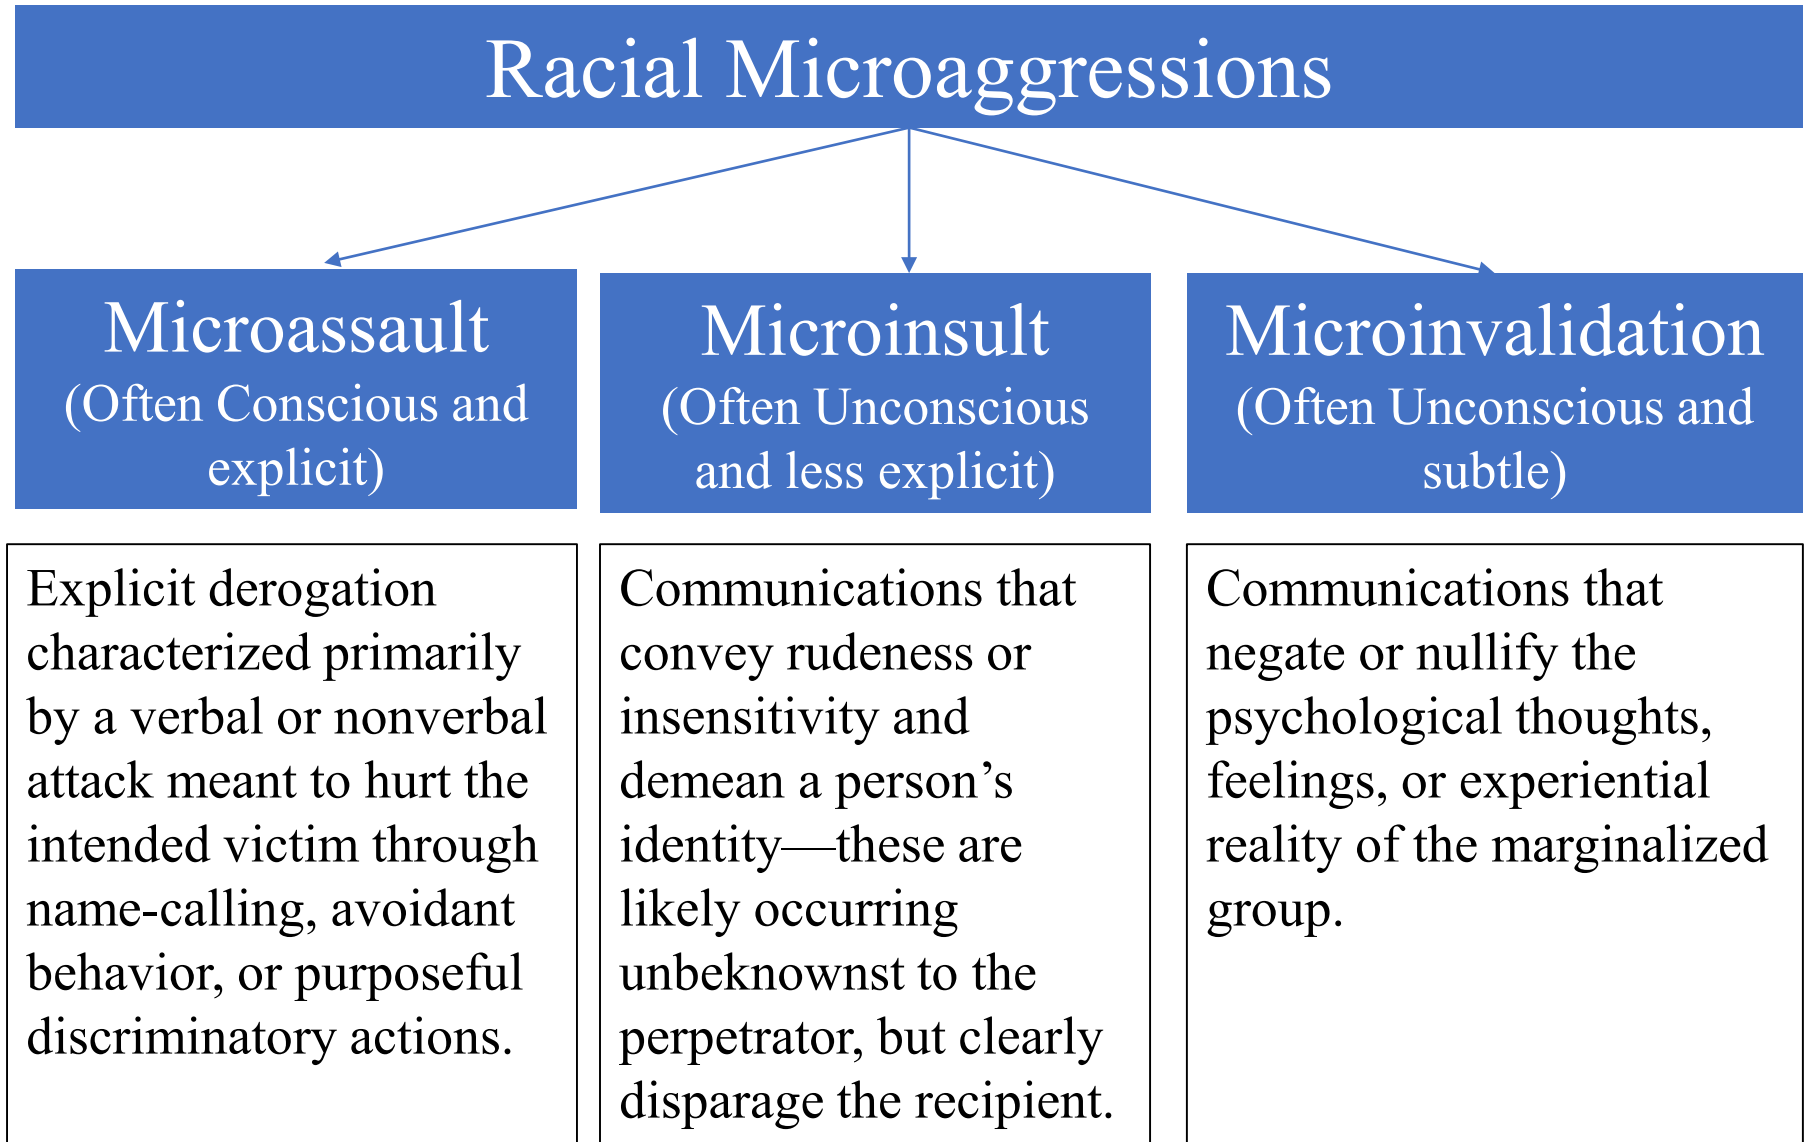 Racial Microaggressions
Microassault
(Often Conscious and
explicit)
Microinsult
(Often Unconscious
and less explicit)
Microinvalidation
(Often Unconscious and
subtle)
Explicit derogation
characterized primarily
by a verbal or nonverbal
attack meant to hurt the
intended victim through
name-calling, avoidant
behavior, or purposeful
discriminatory actions.
Communications that
convey rudeness or
insensitivity and
demean a person’s
identity—these are
likely occurring
unbeknownst to the
perpetrator, but clearly
disparage the recipient.
Communications that
negate or nullify the
psychological thoughts,
feelings, or experiential
reality of the marginalized
group.